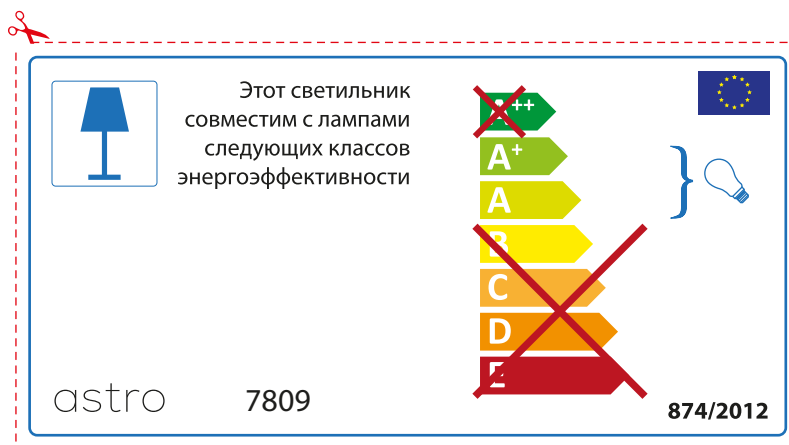 Этот светильник
совместим с лампами
следующих классов
энергоэффективности
A++
A+
A
B
C
D
E
astro
7809
874/2012